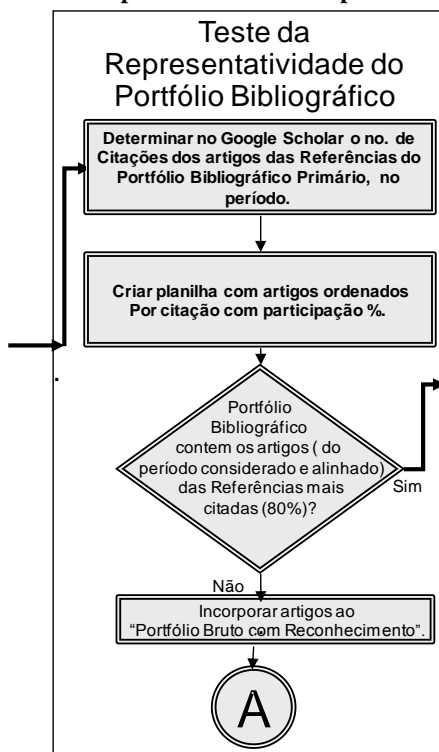 Teste da
Representatividade do
Portfólio Bibliográfico
Determinar no Google Scholar o no. de
Citações dos artigos das Referências do
Portfólio Bibliográfico Primário, no
período.
Criar planilha com artigos ordenados
Por citação com participação %.
Portfólio
Bibliográfico
contem os artigos ( do
período considerado e alinhado)
das Referências mais
citadas (80%)?
Sim
Não
Incorporar artigos ao
“Portfólio Bruto com Reconhecimento”.
A